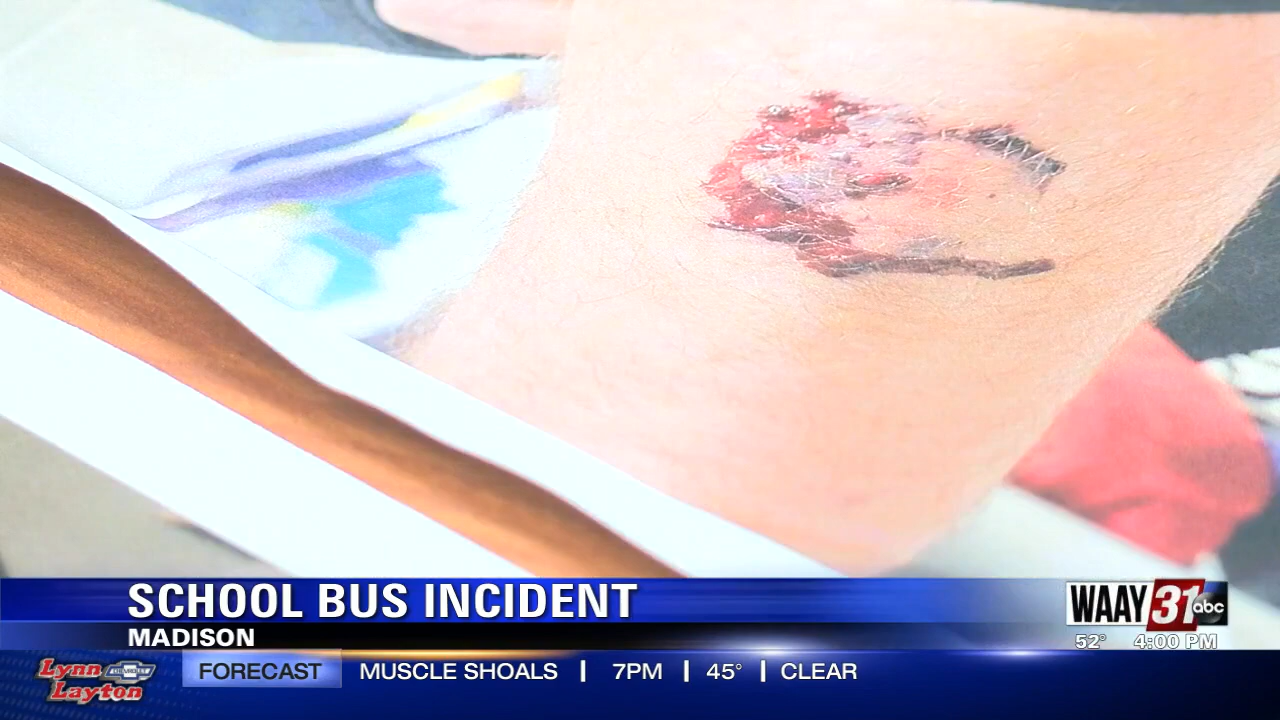 SCHOOL BUS INCIDENT
MADISON
WAAY 31 abc
52° 4:00 PM
Lynn Layton
CHEVROLET
FORECAST MUSCLE SHOALS | 7PM | 45° | CLEAR